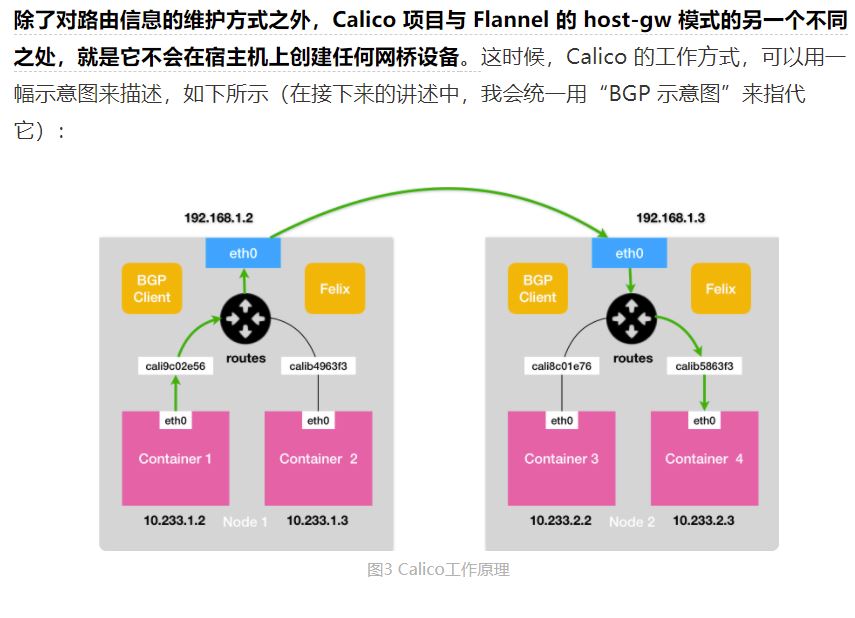 除了对路由信息的维护方式之外，Calico 项目与 Flannel 的 host-gw 模式的另一个不同
之处，就是它不会在宿主机上创建任何网桥设备。这时候，Calico 的工作方式，可以用一
幅示意图来描述，如下所示（在接下来的讲述中，我会统一用“BGP 示意图”来指代
它）：
192.168.1.2
192.168.1.3
eth0
eth0
BGP
Client
Felix
BGP
Client
Felix
routes
routes
cali9c02e56
calib4963f3
cali8c01e76
calib5863f3
eth0
eth0
eth0
eth0
Container 1
Container 2
Container 3
Container 4
10.233.1.2
Node 1
10.233.1.3
10.233.2.2
Node 2
10.233.2.3
图3 Calico工作原理